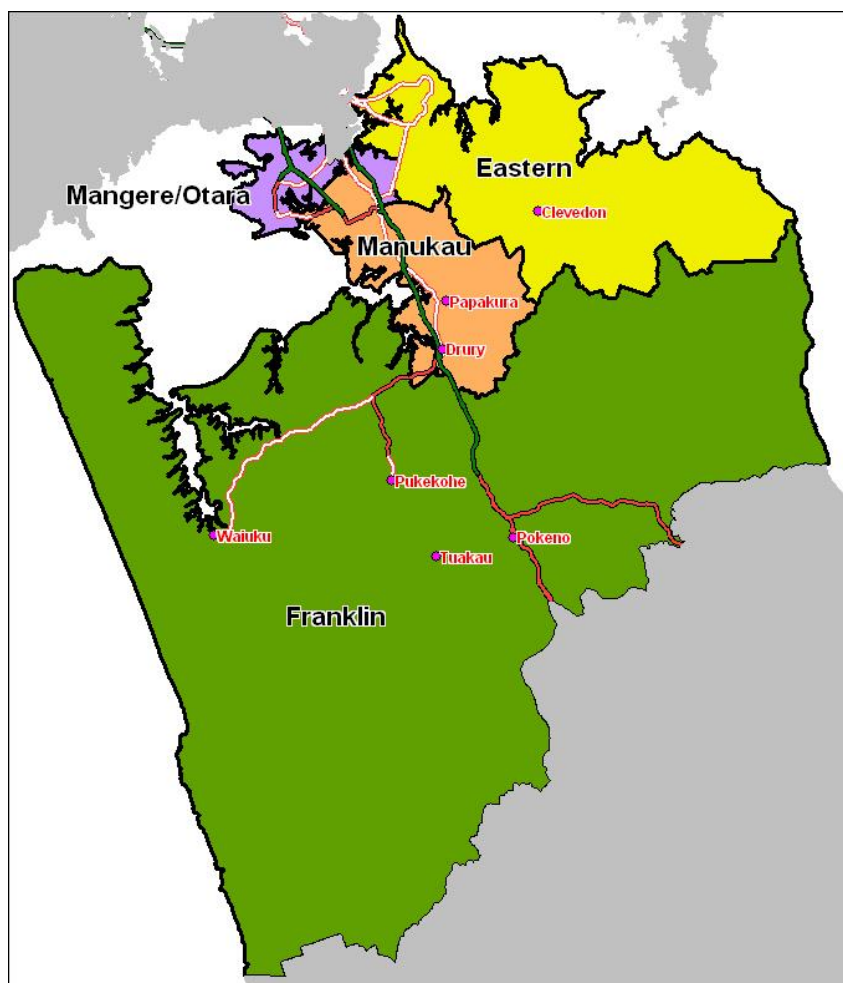 Eastern
Mangere/Otara
Clevedon
Manukau
Papakura
Drury
Pukekohe
Waiuku
Pokeno
Tuakau
Franklin